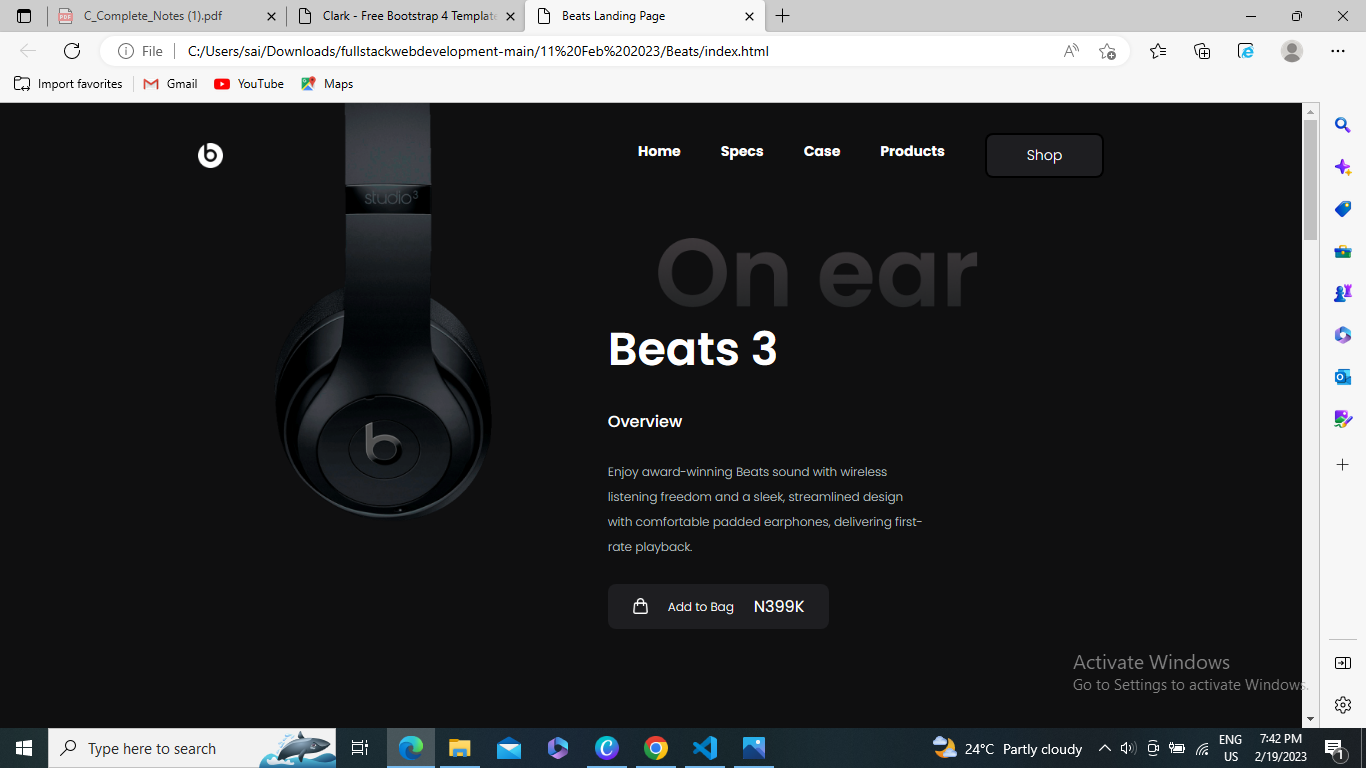 C_Complete_Notes (1).pdf
Clark - Free Bootstrap 4 Template
Beats Landing Page
File
C:/Users/sai/Downloads/fullstackwebdevelopment-main/11%20Feb%202023/Beats/index.html
Import favorites
Gmail
YouTube
Maps
Home
Specs
Case
Products
Shop
studio3
On ear
Beats 3
Overview
Enjoy award-winning Beats sound with wireless
listening freedom and a sleek, streamlined design
with comfortable padded earphones, delivering first-
rate playback.
Add to Bag
N399K
Activate Windows
Go to Settings to activate Windows.
Type here to search
24°C Partly cloudy
ENG
US
7:42 PM
2/19/2023
1